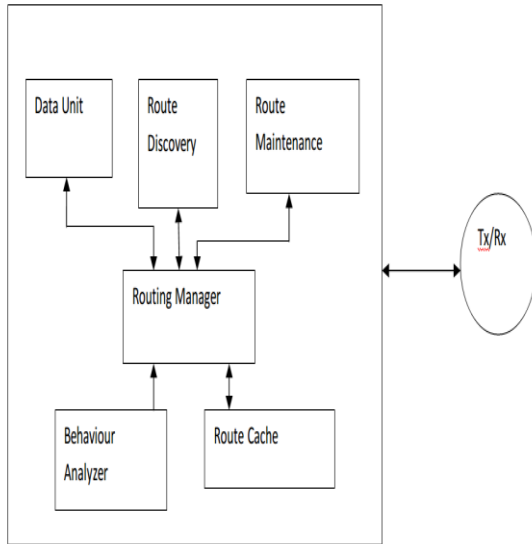 Data Unit
Route
Discovery
Route
Maintenance
Tx/Rx
Routing Manager
Behaviour
Analyzer
Route Cache